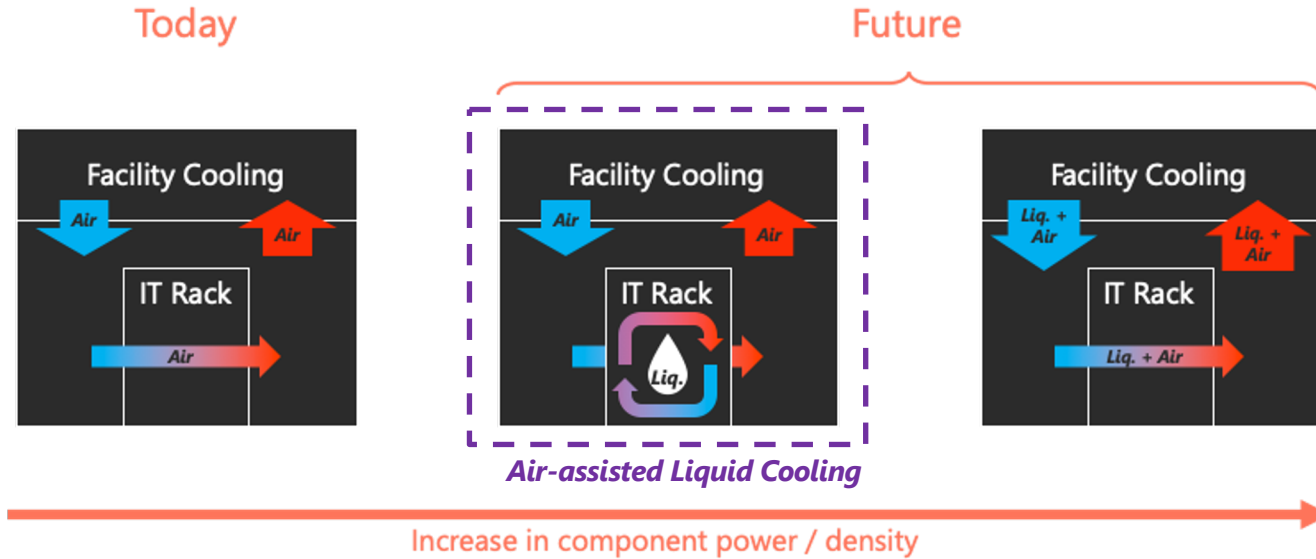 Today
Future
Facility Cooling
Air
Air
IT Rack
Air
Facility Cooling
Air
Air
IT Rack
Liq.
Facility Cooling
Liq. +
Air
Liq. +
Air
IT Rack
Liq. + Air
Air-assisted Liquid Cooling
Increase in component power / density